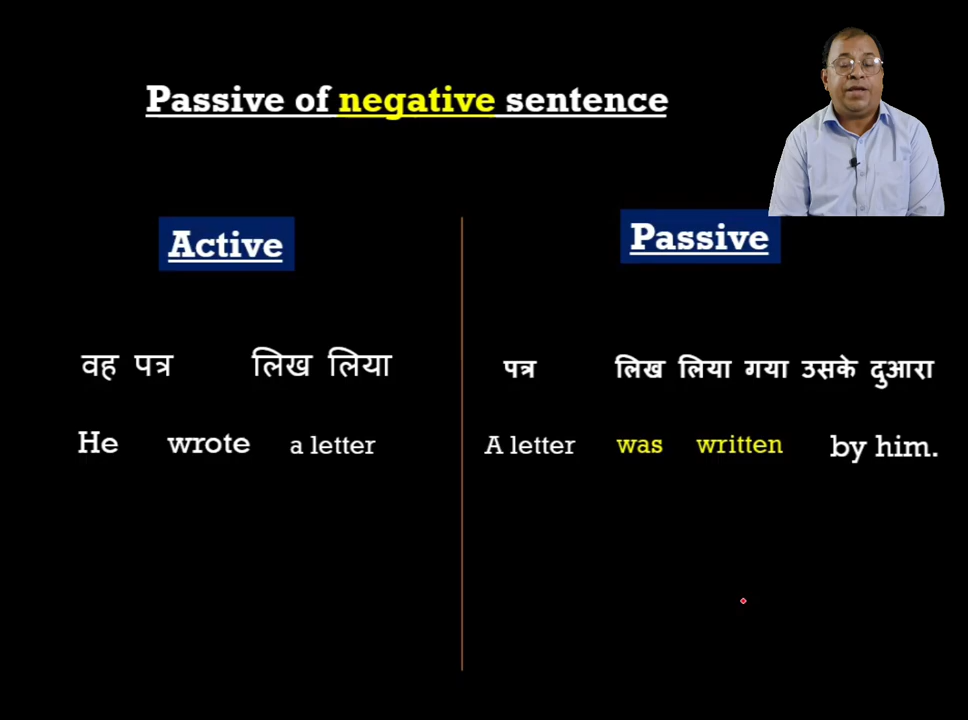 Passive of negative sentence
Active
Passive
वह पत्र लिख लिया
पत्र लिख लिया गया उसके दुआरा
He wrote a letter
A letter was written by him.